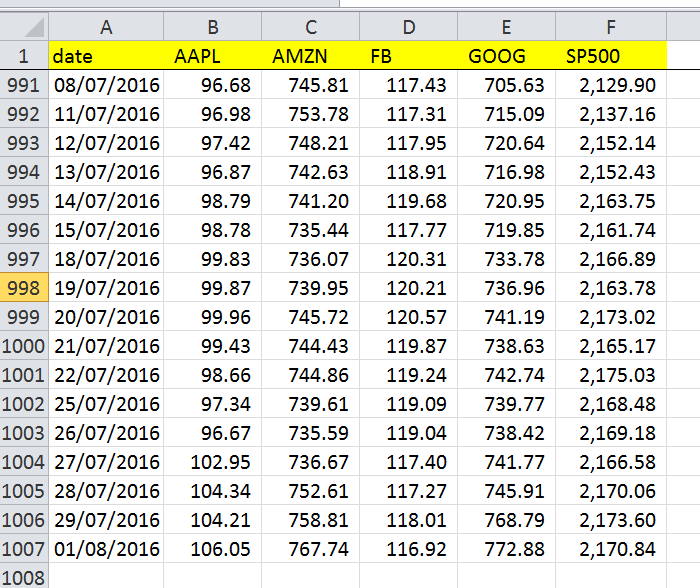 A B C D E F
1 date AAPL AMZN FB GOOG SP500
991 08/07/2016 96.68 745.81 117.43 705.63 2,129.90
992 11/07/2016 96.98 753.78 117.31 715.09 2,137.16
993 12/07/2016 97.42 748.21 117.95 720.64 2,152.14
994 13/07/2016 96.87 742.63 118.91 716.98 2,152.43
995 14/07/2016 98.79 741.20 119.68 720.95 2,163.75
996 15/07/2016 98.78 735.44 117.77 719.85 2,161.74
997 18/07/2016 99.83 736.07 120.31 733.78 2,166.89
998 19/07/2016 99.87 739.95 120.21 736.96 2,163.78
999 20/07/2016 99.96 745.72 120.57 741.19 2,173.02
1000 21/07/2016 99.43 744.43 119.87 738.63 2,165.17
1001 22/07/2016 98.66 744.86 119.24 742.74 2,175.03
1002 25/07/2016 97.34 739.61 119.09 739.77 2,168.48
1003 26/07/2016 96.67 735.59 119.04 738.42 2,169.18
1004 27/07/2016 102.95 736.67 117.40 741.77 2,166.58
1005 28/07/2016 104.34 752.61 117.27 745.91 2,170.06
1006 29/07/2016 104.21 758.81 118.01 768.79 2,173.60
1007 01/08/2016 106.05 767.74 116.92 772.88 2,170.84
1008